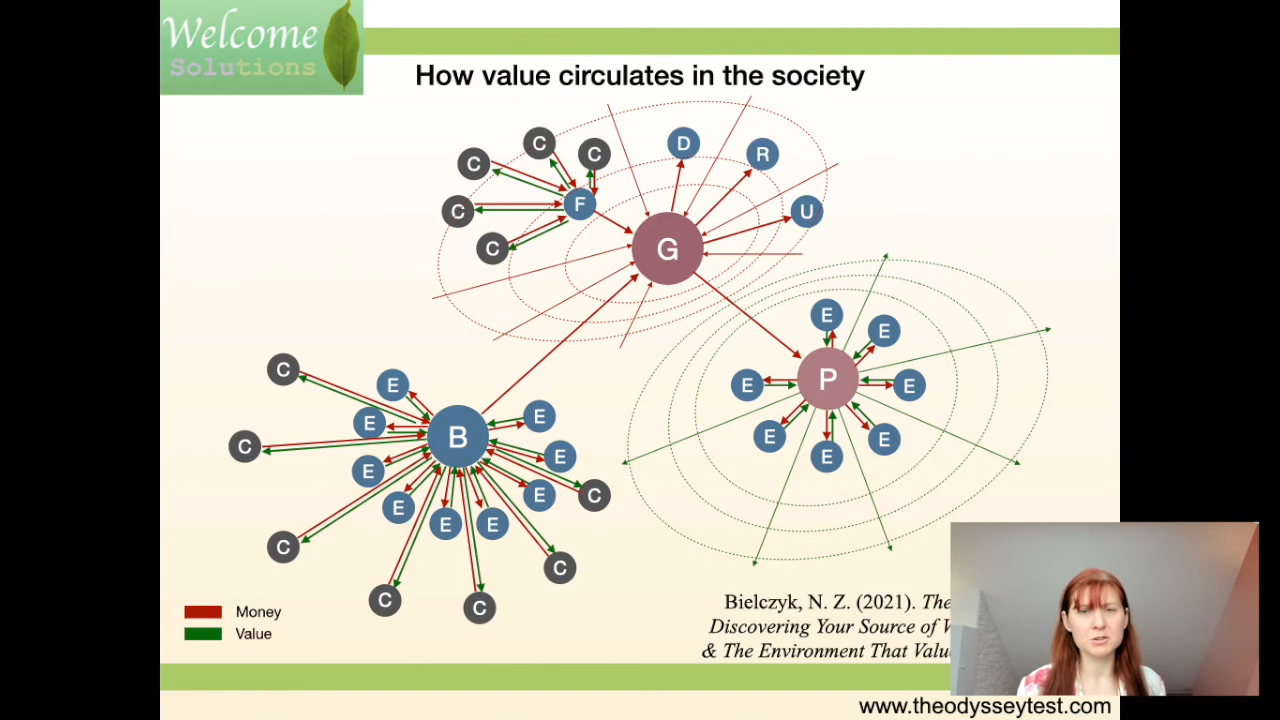 Welcome
Solutions
How value circulates in the society
C
C
C
C
C
F
D
R
U
G
E
E
E
E
E
E
E
E
P
C
C
C
C
C
C
C
E
E
E
E
E
E
E
E
E
B
Money
Value
Bielczyk, N. Z. (2021). The
Discovering Your Source of
& The Environment That
www.theodysseytest.com